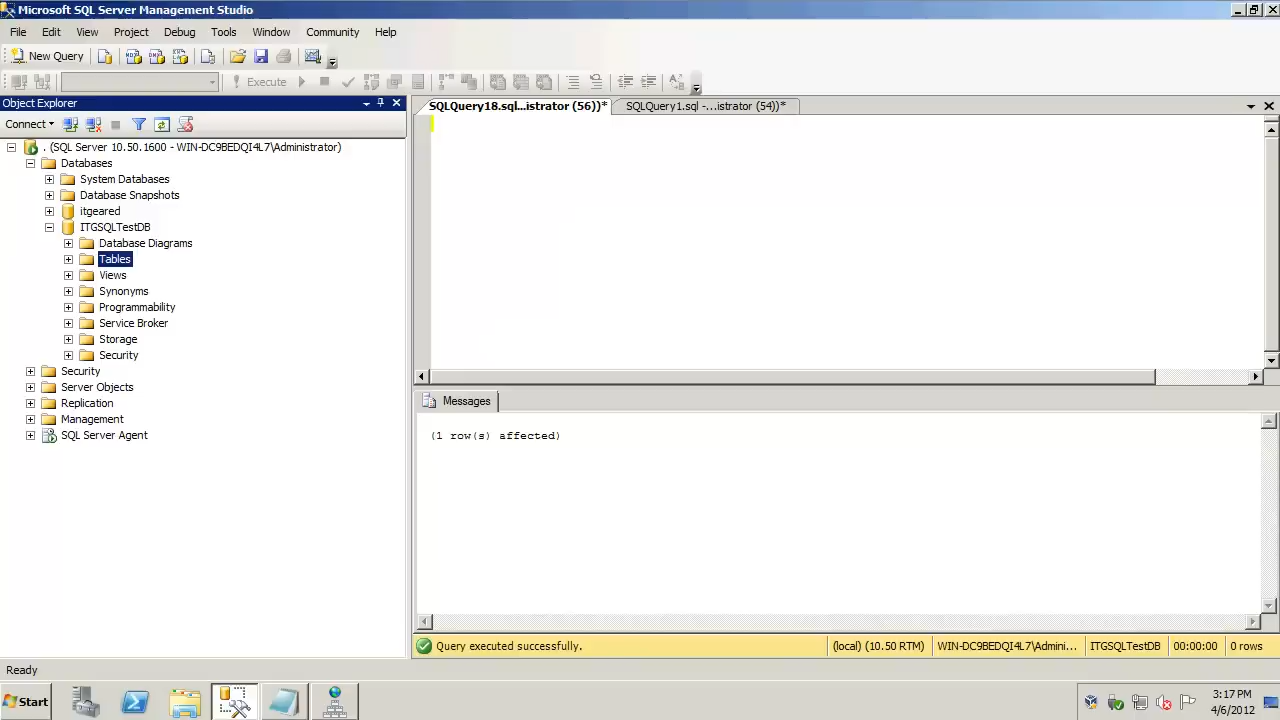 Microsoft SQL Server Management Studio
File Edit View Project Debug Tools Window Community Help
New Query
Execute
Object Explorer
SQLQuery18.sql...istrator (56))* SQLQuery1.sql -...istrator (54))*
Connect
. (SQL Server 10.50.1600 - WIN-DC9BEDQI4L7\Administrator)
Databases
System Databases
Database Snapshots
itgeared
ITGSQLTestDB
Database Diagrams
Tables
Views
Synonyms
Programmability
Service Broker
Storage
Security
Security
Server Objects
Replication
Management
SQL Server Agent
Messages
(1 row(s) affected)
Query executed successfully. (local) (10.50 RTM) WIN-DC9BEDQI4L7\Admini... ITGSQLTestDB 00:00:00 0 rows
Ready
Start
3:17 PM
4/6/2012